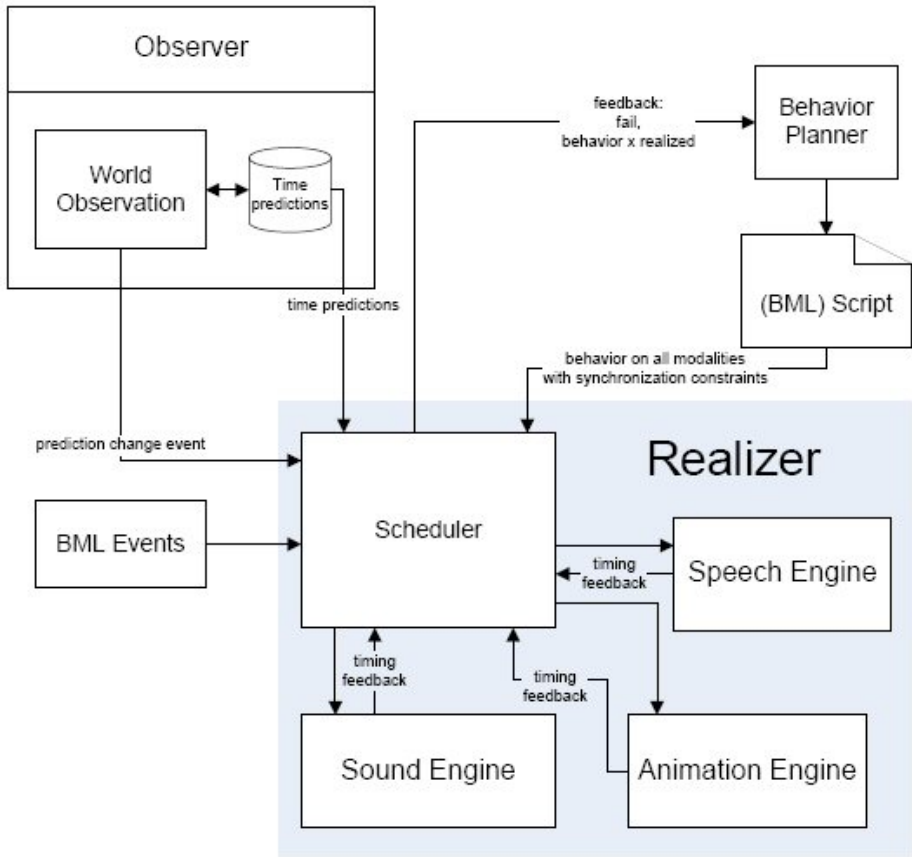 Observer
feedback:
fail,
behavior x realized
Behavior
Planner
World
Observation
Time
predictions
time predictions
(BML) Script
behavior on all modalities
with synchronization constraints
prediction change event
Realizer
BML Events
Scheduler
timing
feedback
Speech Engine
timing
feedback
timing
feedback
Sound Engine
Animation Engine